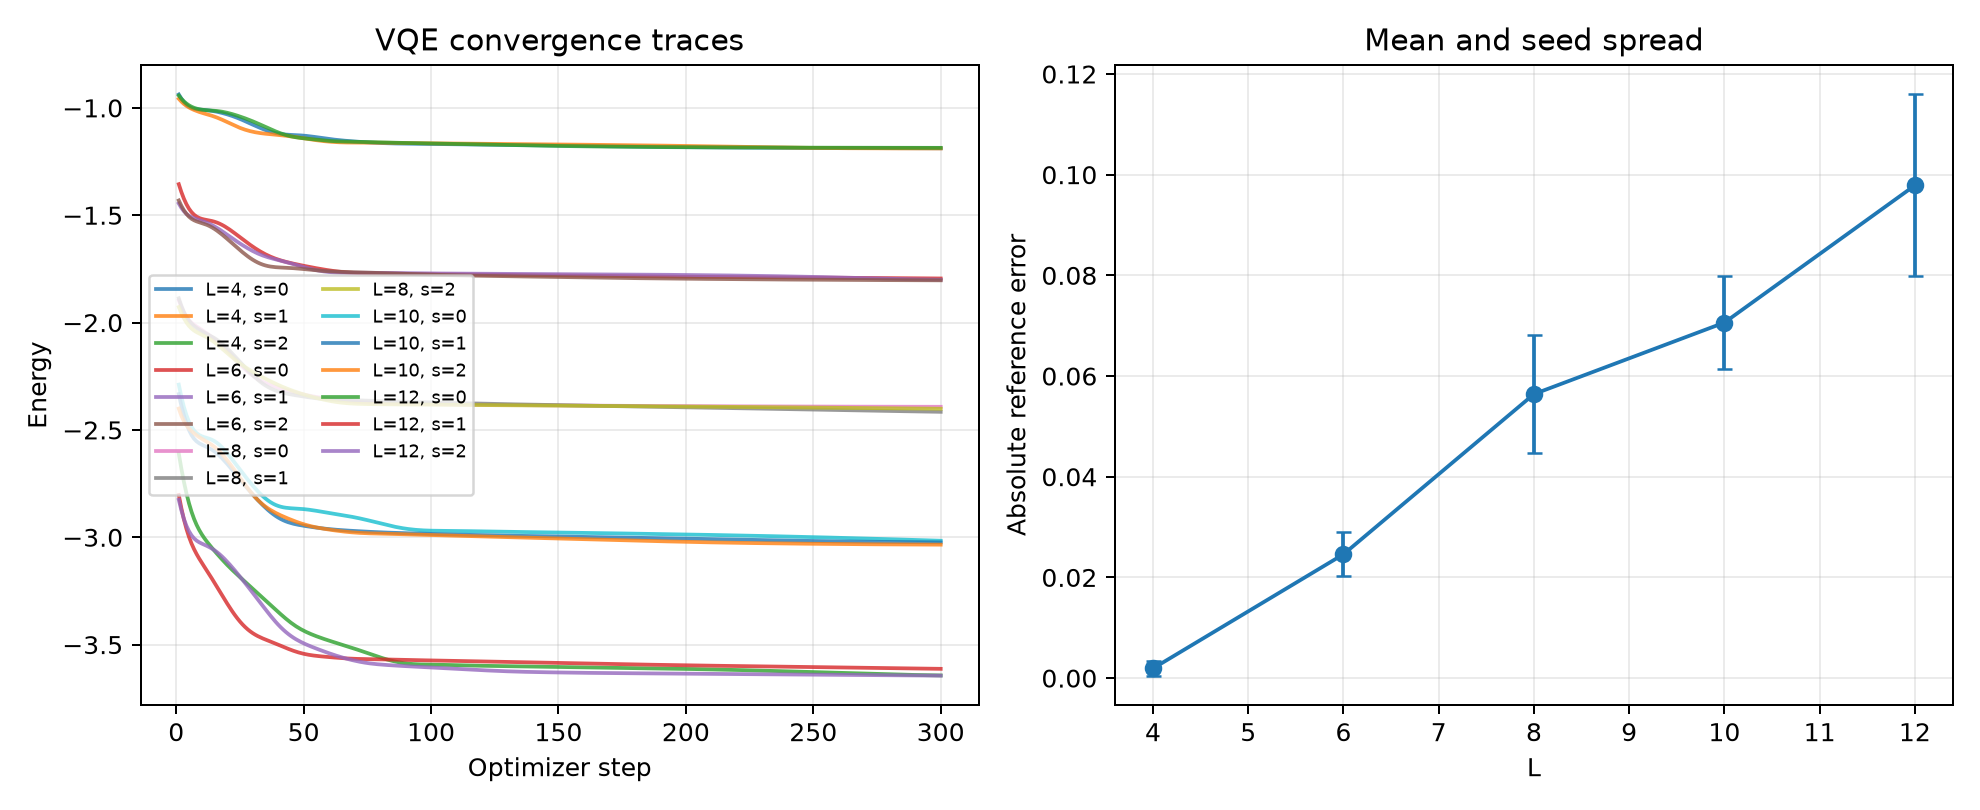 VQE convergence traces
Energy
−1.0
−1.5
−2.0
−2.5
−3.0
−3.5
L=4, s=0
L=4, s=1
L=4, s=2
L=6, s=0
L=6, s=1
L=6, s=2
L=8, s=0
L=8, s=1
L=8, s=2
L=10, s=0
L=10, s=1
L=10, s=2
L=12, s=0
L=12, s=1
L=12, s=2
0 50 100 150 200 250 300
Optimizer step
Mean and seed spread
Absolute reference error
0.12
0.10
0.08
0.06
0.04
0.02
0.00
4 5 6 7 8 9 10 11 12
L